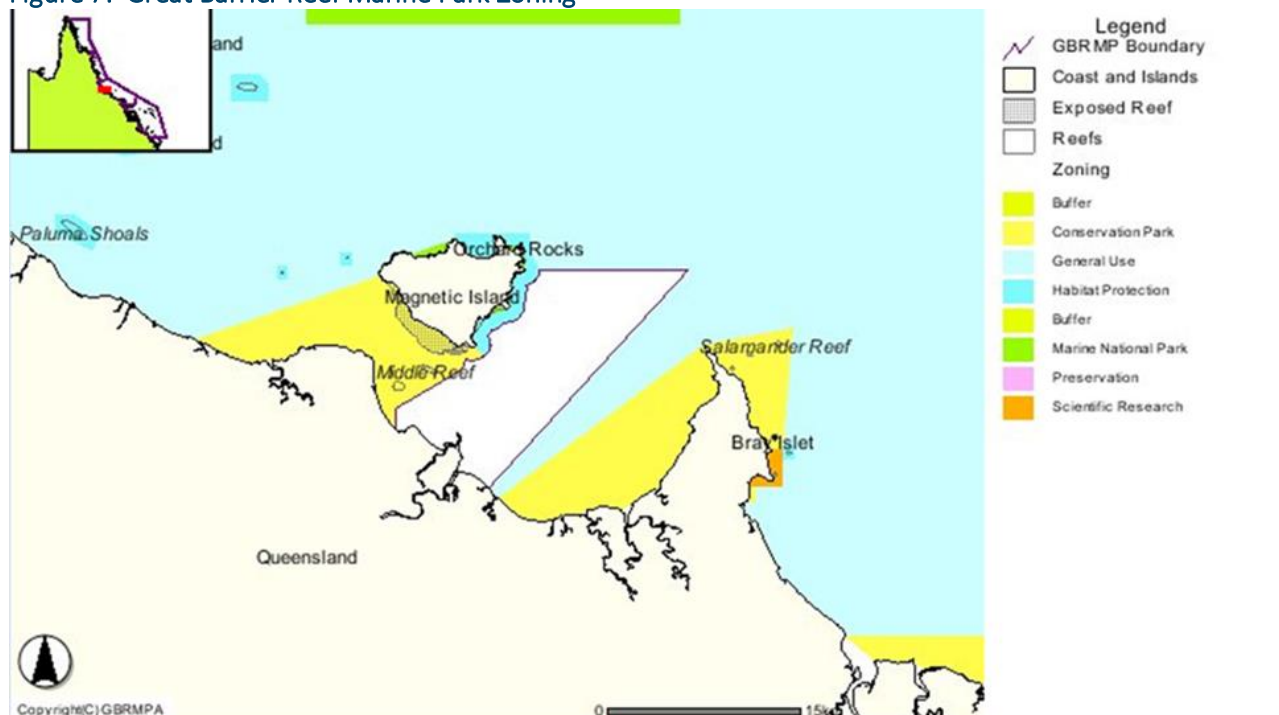 Figure 7: Great Barrier Reef Marine Park Zoning
and
d
Paluma Shoals
Orchard Rocks
Magnetic Island
Salamander Reef
Middle Reef
Bray Islet
Queensland
Copyright(C)GBRMPA
0
15k
Legend
GBRMP Boundary
Coast and Islands
Exposed Reef
Reefs
Zoning
Buffer
Conservation Park
General Use
Habitat Protection
Buffer
Marine National Park
Preservation
Scientific Research